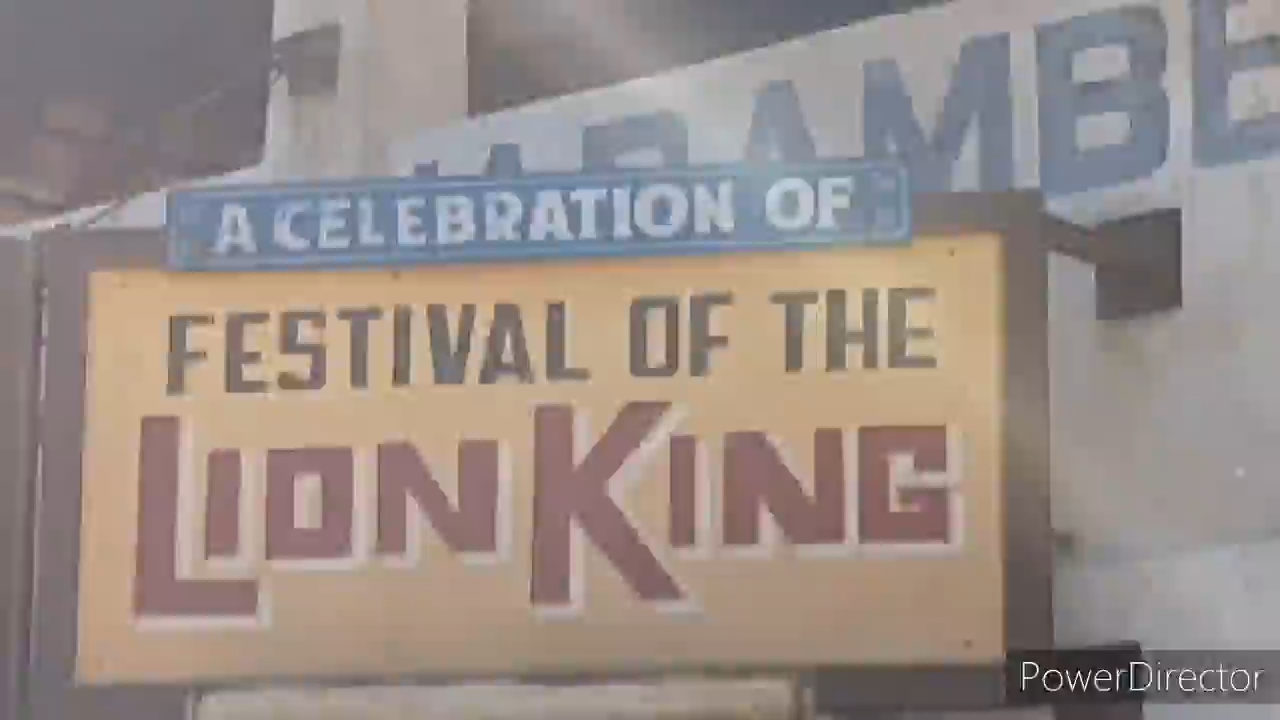 A CELEBRATION OF
FESTIVAL OF THE
LION KING
PowerDirector